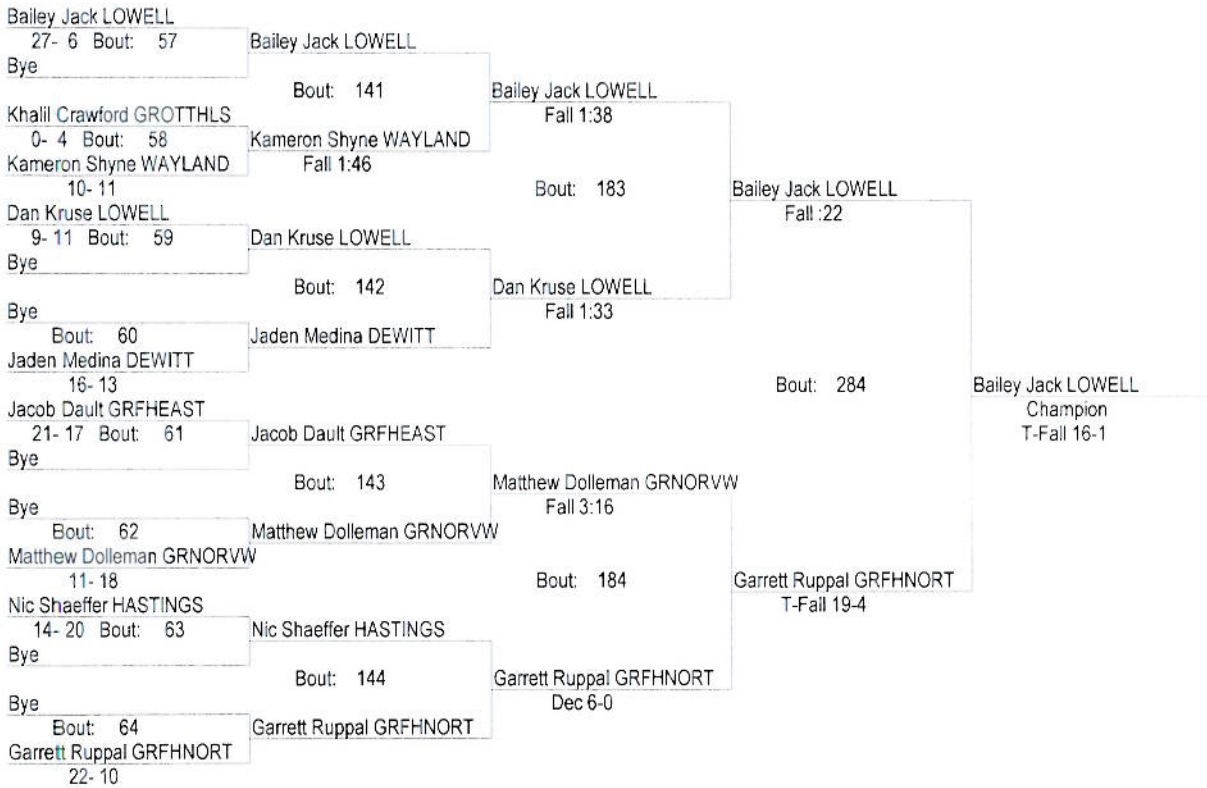 Bailey Jack LOWELL
27- 6 Bout: 57
Bye
Khalil Crawford GROTTHLS
0- 4 Bout: 58
Kameron Shyne WAYLAND
10- 11
Dan Kruse LOWELL
9- 11 Bout: 59
Bye
Bye
Bout: 60
Jaden Medina DEWITT
16- 13
Jacob Dault GRFHEAST
21- 17 Bout: 61
Bye
Bye
Bout: 62
Matthew Dolleman GRNORVW
11- 18
Nic Shaeffer HASTINGS
14- 20 Bout: 63
Bye
Bye
Bout: 64
Garrett Ruppal GRFHNORT
22- 10
Bailey Jack LOWELL
Bout: 141
Kameron Shyne WAYLAND
Fall 1:46
Dan Kruse LOWELL
Bout: 142
Jaden Medina DEWITT
Jacob Dault GRFHEAST
Bout: 143
Matthew Dolleman GRNORVW
Nic Shaeffer HASTINGS
Bout: 144
Garrett Ruppal GRFHNORT
Bailey Jack LOWELL
Fall 1:38
Bout: 183
Dan Kruse LOWELL
Fall 1:33
Matthew Dolleman GRNORVW
Fall 3:16
Bout: 184
Garrett Ruppal GRFHNORT
Dec 6-0
Bailey Jack LOWELL
Fall :22
Bout: 284
Garrett Ruppal GRFHNORT
T-Fall 19-4
Bailey Jack LOWELL
Champion
T-Fall 16-1